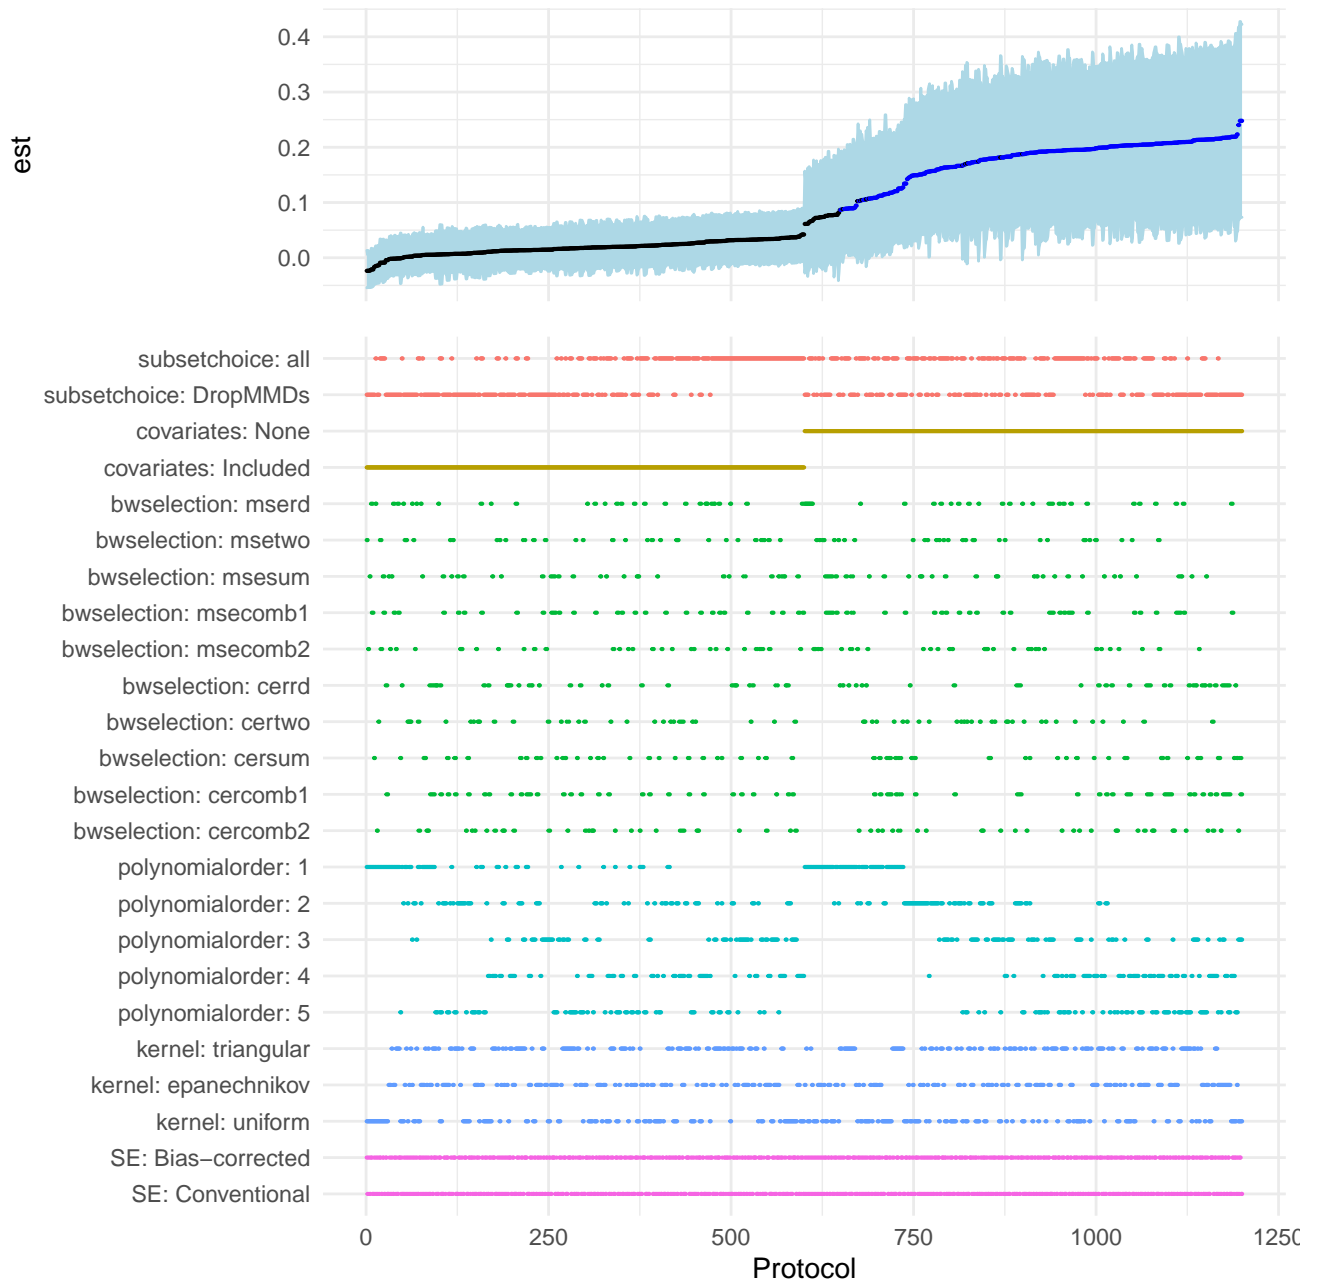 est
0.4
0.3
0.2
0.1
0.0
subsetchoice: all
subsetchoice: DropMMDs
covariates: None
covariates: Included
bwselection: mserd
bwselection: msetwo
bwselection: msesum
bwselection: msecomb1
bwselection: msecomb2
bwselection: cerrd
bwselection: certwo
bwselection: cersum
bwselection: cercomb1
bwselection: cercomb2
polynomialorder: 1
polynomialorder: 2
polynomialorder: 3
polynomialorder: 4
polynomialorder: 5
kernel: triangular
kernel: epanechnikov
kernel: uniform
SE: Bias−corrected
SE: Conventional
0 250 500 750 1000 1250
Protocol